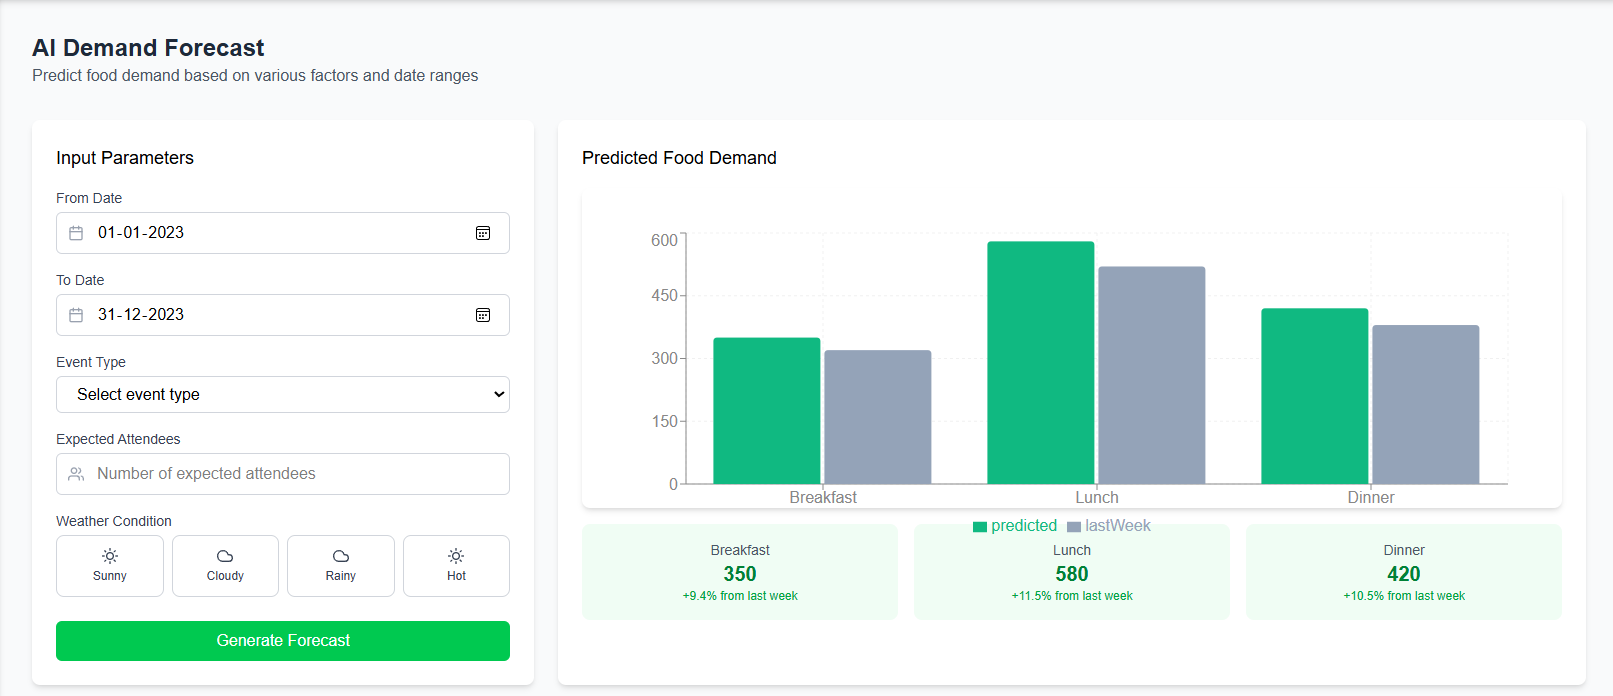 AI Demand Forecast
Predict food demand based on various factors and date ranges
Input Parameters
From Date
01-01-2023
To Date
31-12-2023
Event Type
Select event type
Expected Attendees
Number of expected attendees
Weather Condition
Sunny
Cloudy
Rainy
Hot
Generate Forecast
Predicted Food Demand
600
450
300
150
0
Breakfast
Lunch
Dinner
predicted
lastWeek
Breakfast
350
+9.4% from last week
Lunch
580
+11.5% from last week
Dinner
420
+10.5% from last week